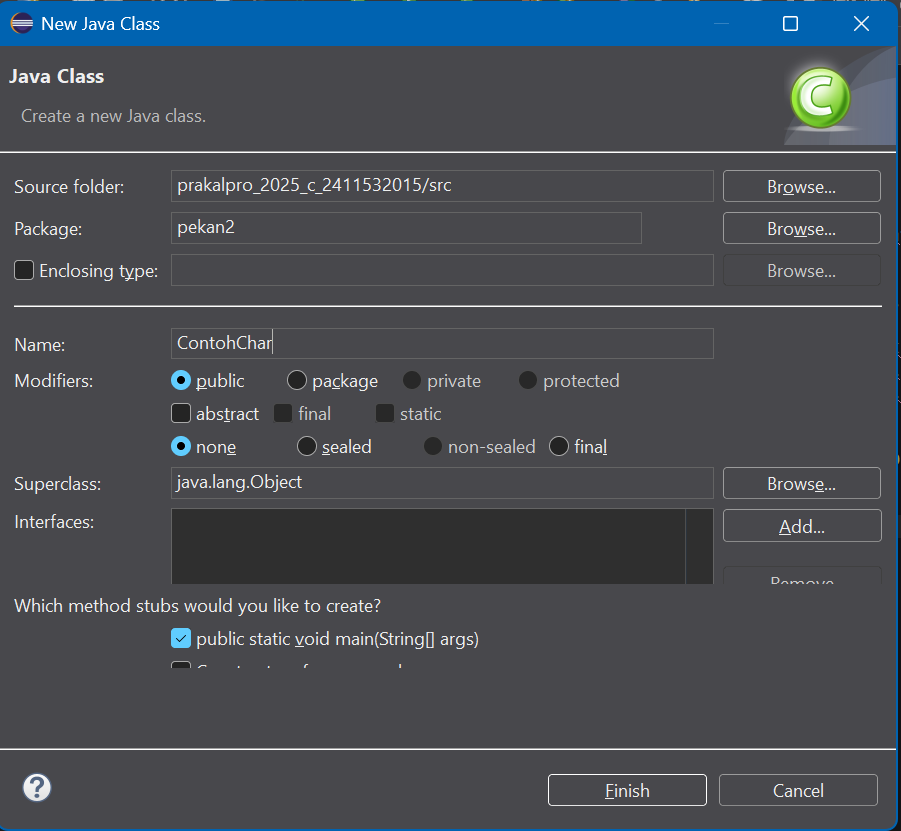 New Java Class
Java Class
Create a new Java class.
Source folder: prakalpro_2025_c_2411532015/src Browse...
Package: pekan2 Browse...
Enclosing type: Browse...
Name: ContohChar
Modifiers: public package private protected
abstract final static
none sealed non-sealed final
Superclass: java.lang.Object Browse...
Interfaces: Add...
Remove
Which method stubs would you like to create?
public static void main(String[] args)
Finish Cancel